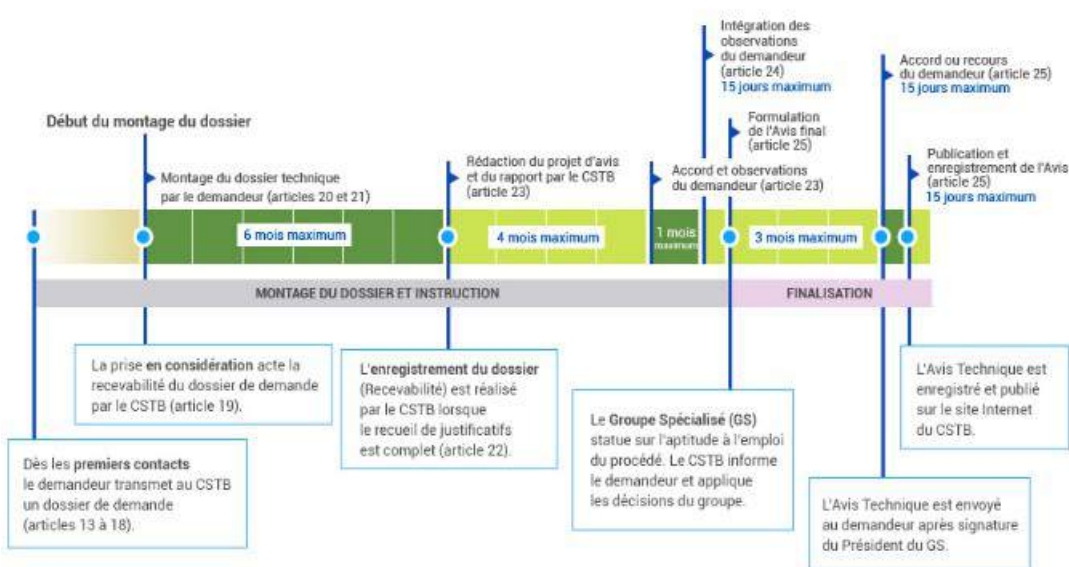 Intégration des
observations
du demandeur
(article 24)
15 jours maximum
Accord ou recours
du demandeur (article 25)
15 jours maximum
Début du montage du dossier
Formulation
de l'Avis final
(article 25)
Publication et
enregistrement de l'Avis
(article 25)
15 jours maximum
Montage du dossier technique
par le demandeur (articles 20 et 21)
Rédaction du projet d'avis
et du rapport par le CSTB
(article 23)
Accord et observations
du demandeur (article 23)
6 mois maximum
4 mois maximum
1 mois
maximum
3 mois maximum
MONTAGE DU DOSSIER ET INSTRUCTION
FINALISATION
La prise en considération acte la
recevabilité du dossier de demande
par le CSTB (article 19).
L'enregistrement du dossier
(Recevabilité) est réalisé
par le CSTB lorsque
le recueil de justificatifs
est complet (article 22).
L'Avis Technique est
enregistré et publié
sur le site Internet
du CSTB.
Le Groupe Spécialisé (GS)
statue sur l'aptitude à l'emploi
du procédé. Le CSTB informe
le demandeur et applique
les décisions du groupe.
Dès les premiers contacts
le demandeur transmet au CSTB
un dossier de demande
(articles 13 à 18).
L'Avis Technique est envoyé
au demandeur après signature
du Président du GS.